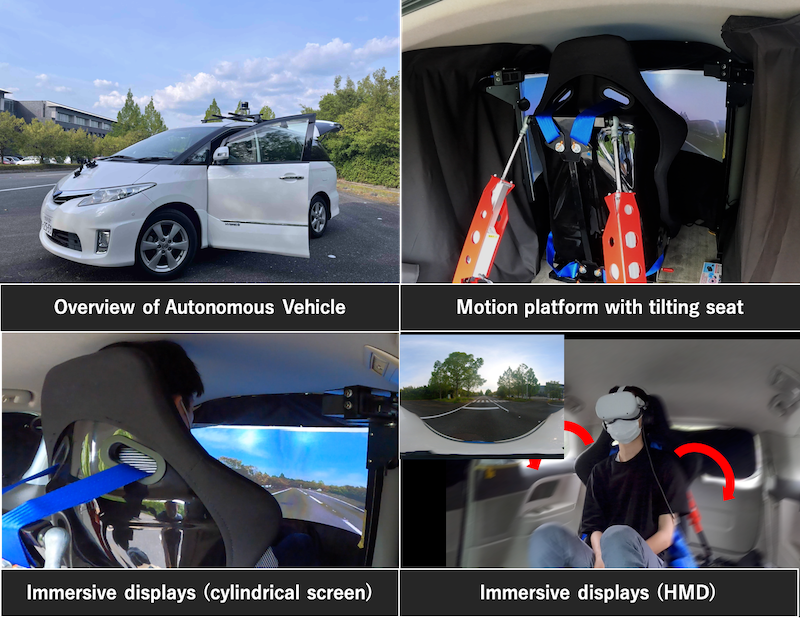 Overview of Autonomous Vehicle
Motion platform with tilting seat
Immersive displays (cylindrical screen)
Immersive displays (HMD)